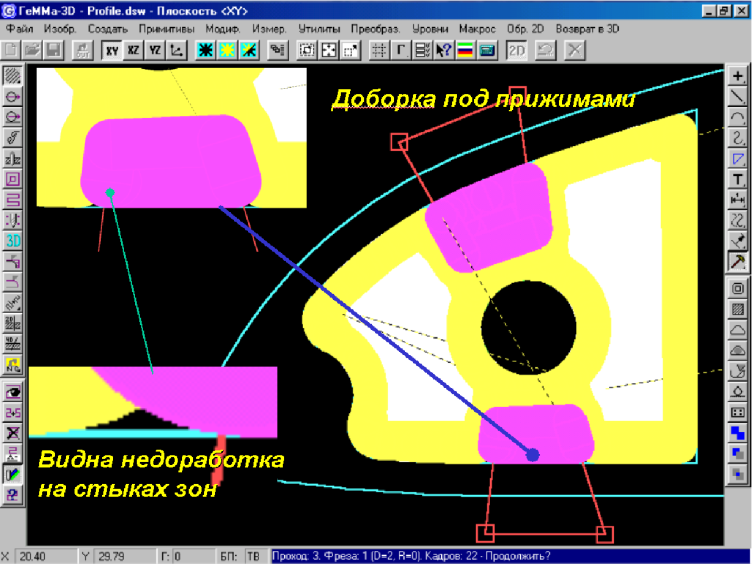 ГеММа-3D - Profile.dsw - Плоскость <XY>
Файл Изобр. Создать Примитивы Модиф. Измер. Утилиты Преобраз. Уровни Макрос Обр. 2D Возврат в 3D
XY XZ YZ 2D
Доборка под прижимами
3D
Видна недоработка
на стыках зон
X 20.40 Y 29.79 Г: 0 БП: ТВ Проход: 3. Фреза: 1 (D=2, R=0). Кадров: 22 - Продолжить?